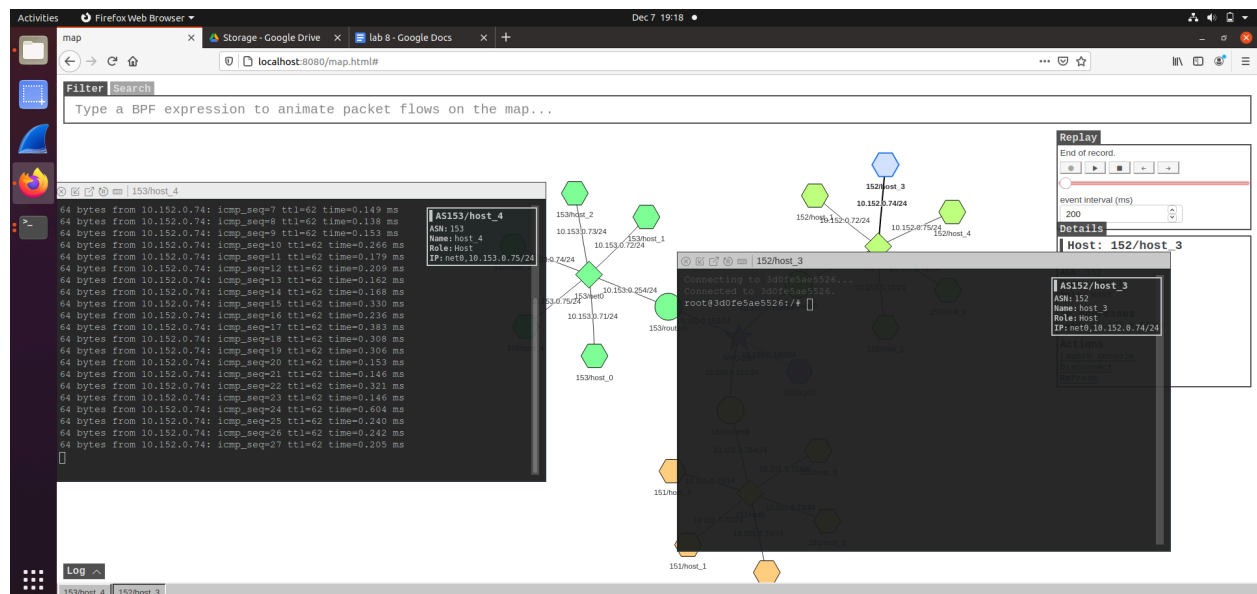 Activities
Firefox Web Browser
Dec 7 19:18
map
Storage - Google Drive
lab 8 - Google Docs
localhost:8080/map.html#
Filter
Search
Type a BPF expression to animate packet flows on the map...
Replay
End of record.
event interval (ms)
200
Details
Host: 152/host_3
Actions
Launch Console
Disconnect
Refresh
153/host_4
64 bytes from 10.152.0.74: icmp_seq=7 ttl=62 time=0.149 ms
64 bytes from 10.152.0.74: icmp_seq=8 ttl=62 time=0.138 ms
64 bytes from 10.152.0.74: icmp_seq=9 ttl=62 time=0.153 ms
64 bytes from 10.152.0.74: icmp_seq=10 ttl=62 time=0.266 ms
64 bytes from 10.152.0.74: icmp_seq=11 ttl=62 time=0.179 ms
64 bytes from 10.152.0.74: icmp_seq=12 ttl=62 time=0.209 ms
64 bytes from 10.152.0.74: icmp_seq=13 ttl=62 time=0.162 ms
64 bytes from 10.152.0.74: icmp_seq=14 ttl=62 time=0.168 ms
64 bytes from 10.152.0.74: icmp_seq=15 ttl=62 time=0.330 ms
64 bytes from 10.152.0.74: icmp_seq=16 ttl=62 time=0.236 ms
64 bytes from 10.152.0.74: icmp_seq=17 ttl=62 time=0.383 ms
64 bytes from 10.152.0.74: icmp_seq=18 ttl=62 time=0.308 ms
64 bytes from 10.152.0.74: icmp_seq=19 ttl=62 time=0.306 ms
64 bytes from 10.152.0.74: icmp_seq=20 ttl=62 time=0.153 ms
64 bytes from 10.152.0.74: icmp_seq=21 ttl=62 time=0.146 ms
64 bytes from 10.152.0.74: icmp_seq=22 ttl=62 time=0.321 ms
64 bytes from 10.152.0.74: icmp_seq=23 ttl=62 time=0.146 ms
64 bytes from 10.152.0.74: icmp_seq=24 ttl=62 time=0.604 ms
64 bytes from 10.152.0.74: icmp_seq=25 ttl=62 time=0.240 ms
64 bytes from 10.152.0.74: icmp_seq=26 ttl=62 time=0.242 ms
64 bytes from 10.152.0.74: icmp_seq=27 ttl=62 time=0.205 ms
AS153/host_4
ASN: 153
Name: host_4
Role: Host
IP: net0,10.153.0.75/24
153/host_2
10.153.0.73/24
153/host_1
10.153.0.72/24
0.74/24
153/net0
10.153.0.254/24
53.0.75/24
10.153.0.71/24
153/rout
153/host_0
152/host_3
10.152.0.74/24
152/host_1
10.152.0.72/24
10.152.0.75/24
152/host_4
152/host_3
Connecting to 3d0fe5ae5526...
Connected to 3d0fe5ae5526.
root@3d0fe5ae5526:/#
AS152/host_3
ASN: 152
Name: host_3
Role: Host
IP: net0,10.152.0.74/24
151/host_1
Log
153/host_4
152/host_3